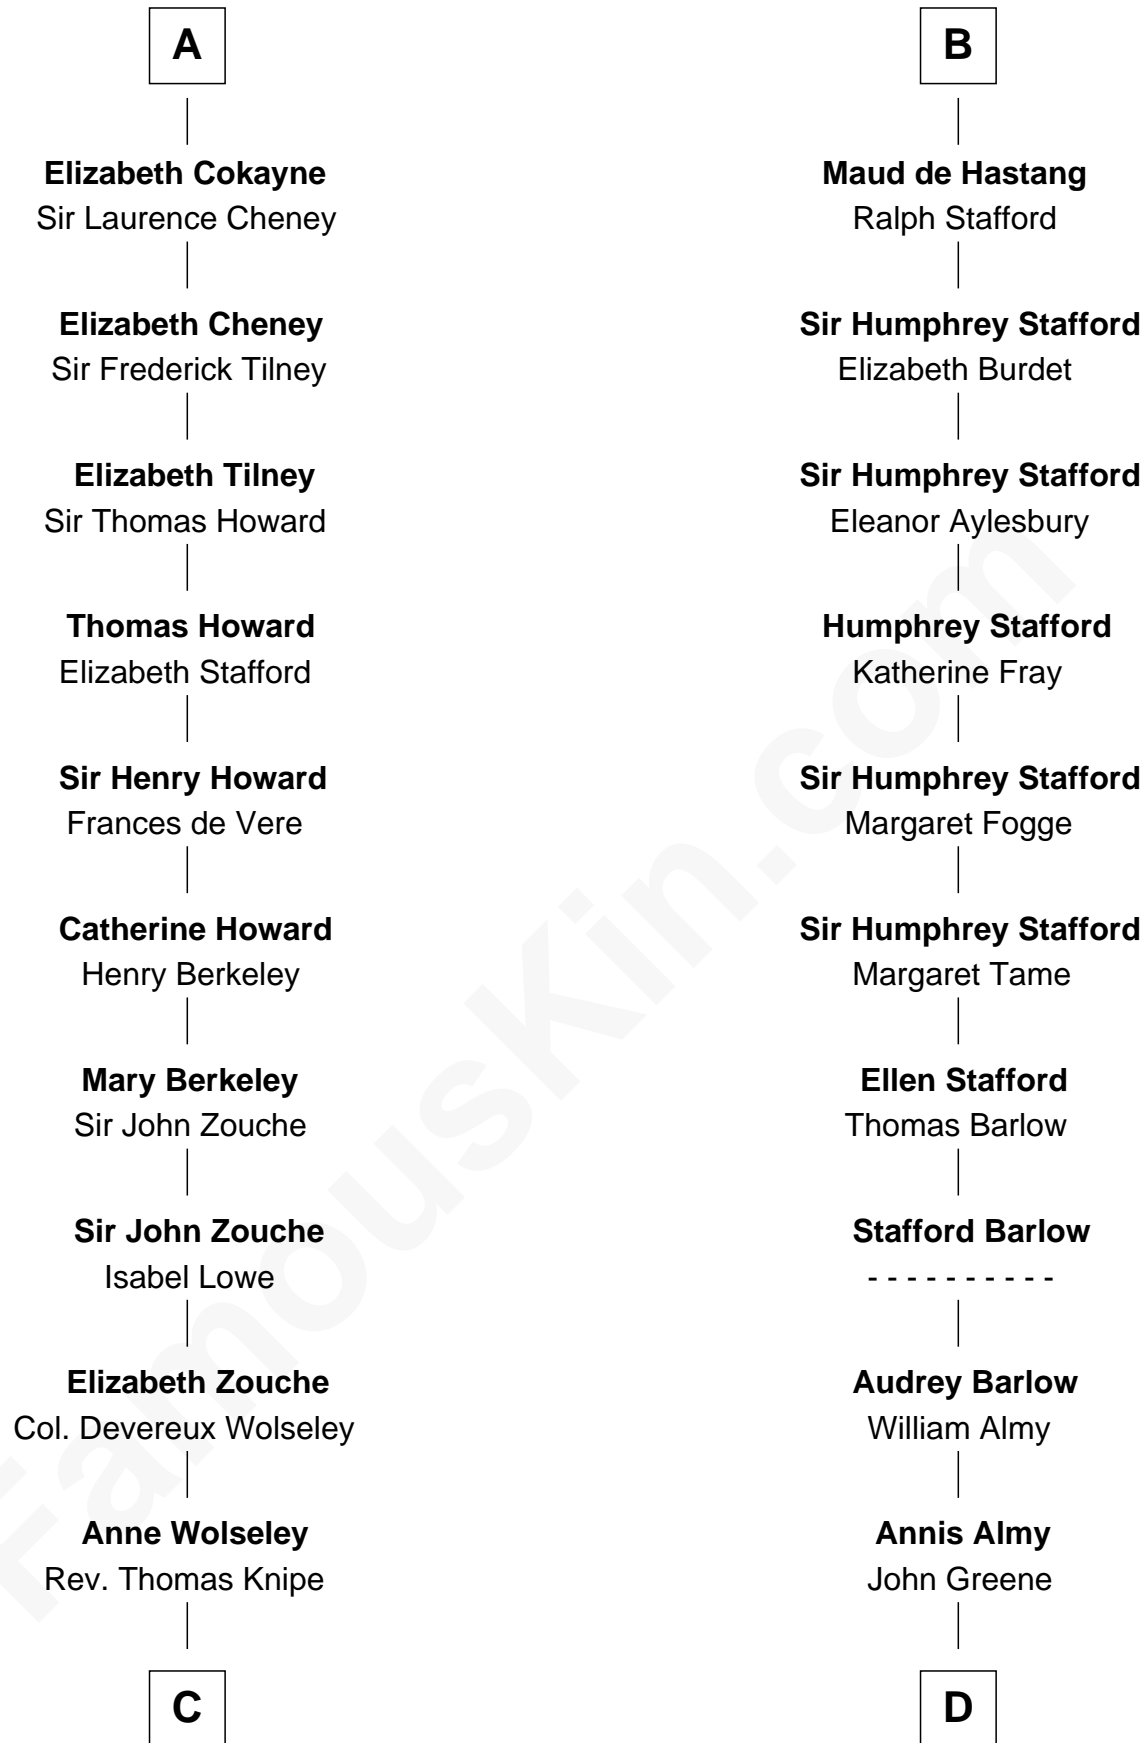 A
Elizabeth Cokayne
Sir Laurence Cheney
Elizabeth Cheney
Sir Frederick Tilney
Elizabeth Tilney
Sir Thomas Howard
Thomas Howard
Elizabeth Stafford
Sir Henry Howard
Frances de Vere
Catherine Howard
Henry Berkeley
Mary Berkeley
Sir John Zouche
Sir John Zouche
Isabel Lowe
Elizabeth Zouche
Col. Devereux Wolseley
Anne Wolseley
Rev. Thomas Knipe
C
B
Maud de Hastang
Ralph Stafford
Sir Humphrey Stafford
Elizabeth Burdet
Sir Humphrey Stafford
Eleanor Aylesbury
Humphrey Stafford
Katherine Fray
Sir Humphrey Stafford
Margaret Fogge
Sir Humphrey Stafford
Margaret Tame
Ellen Stafford
Thomas Barlow
Stafford Barlow
- - - - - - - - - -
Audrey Barlow
William Almy
Annis Almy
John Greene
D
FamousKin.com